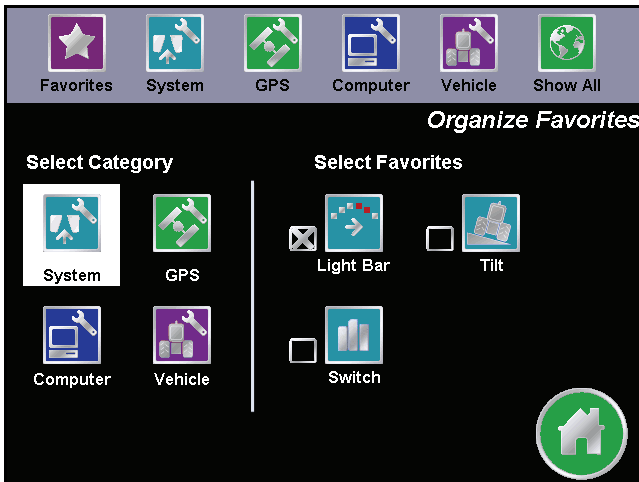 Favorites System GPS Computer Vehicle Show All
Organize Favorites
Select Category
Select Favorites
System GPS
Light Bar Tilt
Computer Vehicle
Switch